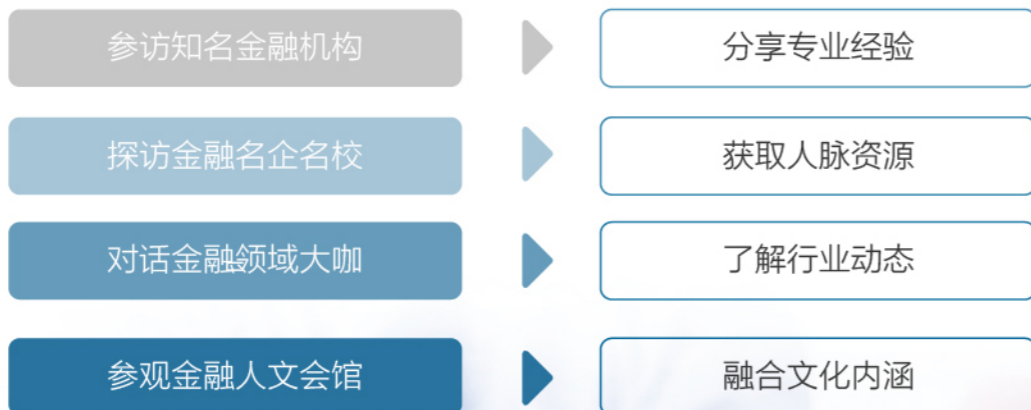 参访知名金融机构
分享专业经验
探访金融名企名校
获取人脉资源
对话金融领域大咖
了解行业动态
参观金融人文会馆
融合文化内涵